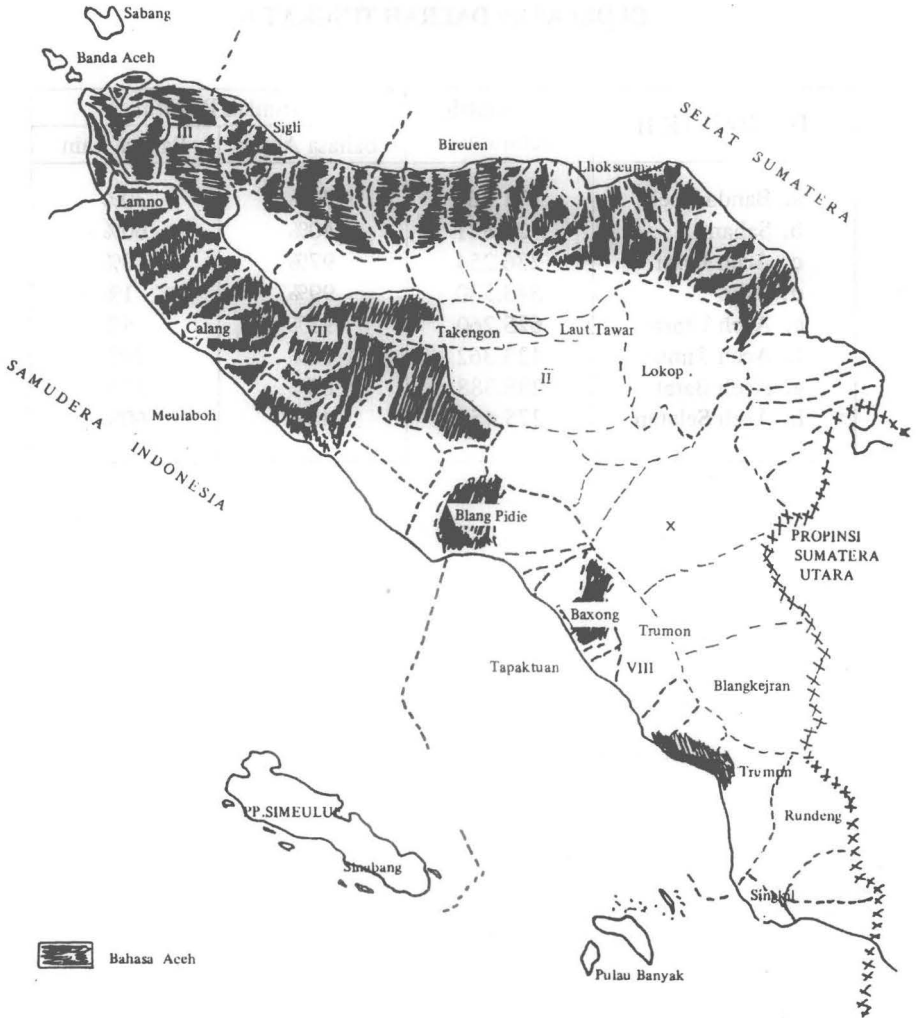 Sabang
Banda Aceh
III
Sigli
Bireuen
Lhokseumawe
SELAT SUMATERA
Lamno
Calang
VII
Takengon
Laut Tawar
II
Lokop
SAMUDERA INDONESIA
Meulaboh
Blang Pidie
x
PROPINSI
SUMATERA
UTARA
Baxong
Trumon
Tapaktuan
VIII
Blangkejran
Trumon
PP.SIMEULUE
Rundeng
Sinabang
Singkil
Bahasa Aceh
Pulau Banyak